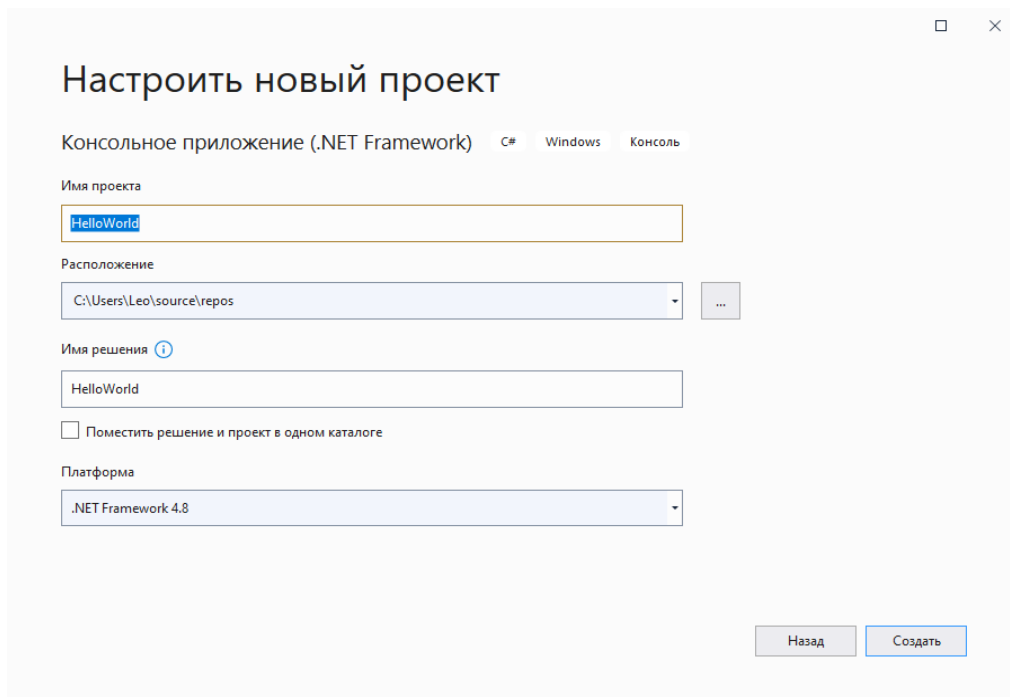 Настроить новый проект
Консольное приложение (.NET Framework) C# Windows Консоль
Имя проекта
HelloWorld
Расположение
C:\Users\Leo\source\repos
...
Имя решения
HelloWorld
Поместить решение и проект в одном каталоге
Платформа
.NET Framework 4.8
Назад Создать